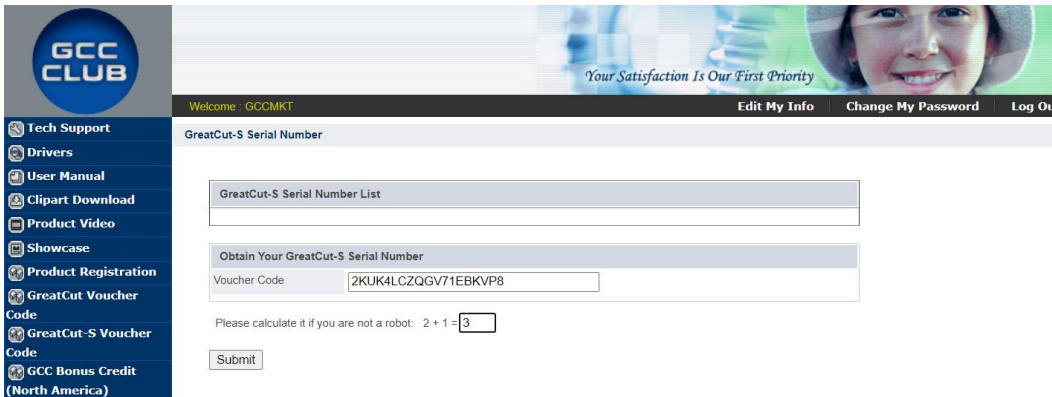 GCC
CLUB
Your Satisfaction Is Our First Priority
Welcome : GCCMKT
Edit My Info Change My Password Log Ou
Tech Support
Drivers
User Manual
Clipart Download
Product Video
Showcase
Product Registration
GreatCut Voucher
Code
GreatCut-S Voucher
Code
GCC Bonus Credit
(North America)
GreatCut-S Serial Number
GreatCut-S Serial Number List
Obtain Your GreatCut-S Serial Number
Voucher Code 2KUK4LCZQGV71EBKVP8
Please calculate it if you are not a robot: 2 + 1 = 3
Submit